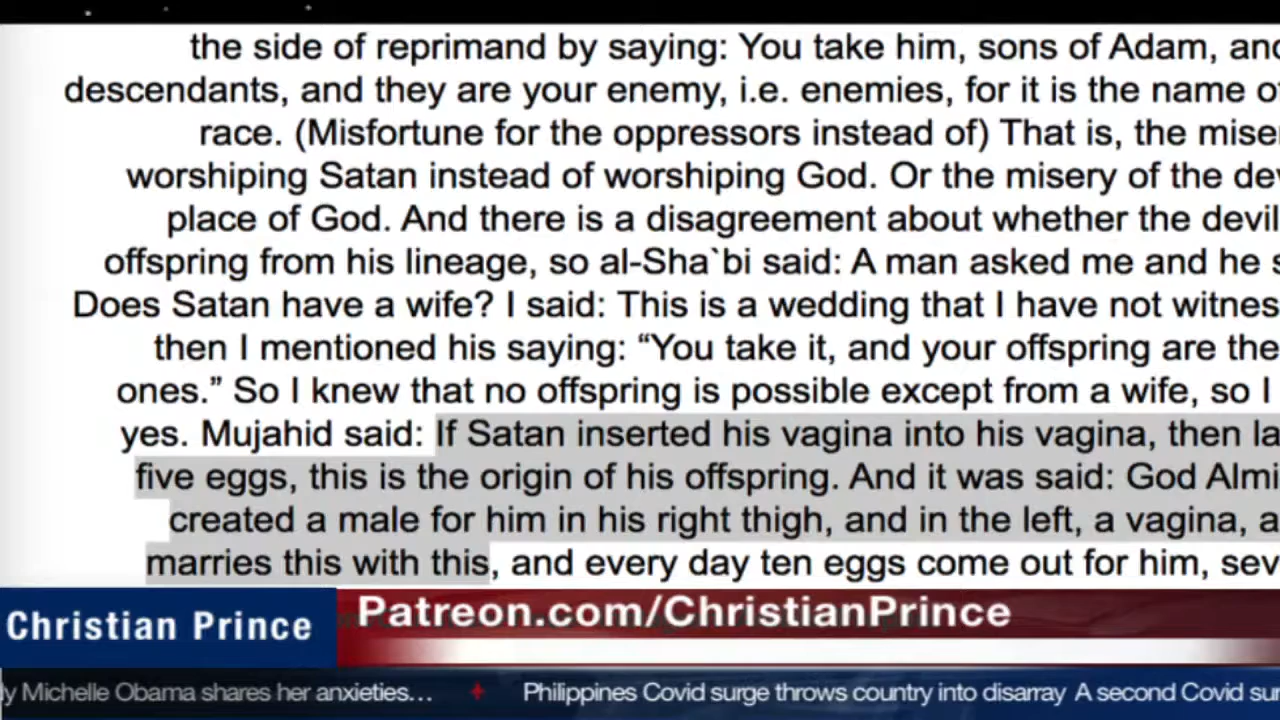 the side of reprimand by saying: You take him, sons of Adam, and
descendants, and they are your enemy, i.e. enemies, for it is the name o
race. (Misfortune for the oppressors instead of) That is, the mise
worshiping Satan instead of worshiping God. Or the misery of the de
place of God. And there is a disagreement about whether the devil
offspring from his lineage, so al-Sha`bi said: A man asked me and he s
Does Satan have a wife? I said: This is a wedding that I have not witnes
then I mentioned his saying: “You take it, and your offspring are the
ones.” So I knew that no offspring is possible except from a wife, so I
yes. Mujahid said: If Satan inserted his vagina into his vagina, then la
five eggs, this is the origin of his offspring. And it was said: God Almi
created a male for him in his right thigh, and in the left, a vagina, a
marries this with this, and every day ten eggs come out for him, sev
Christian Prince
Patreon.com/ChristianPrince
y Michelle Obama shares her anxieties... Philippines Covid surge throws country into disarray A second Covid sur